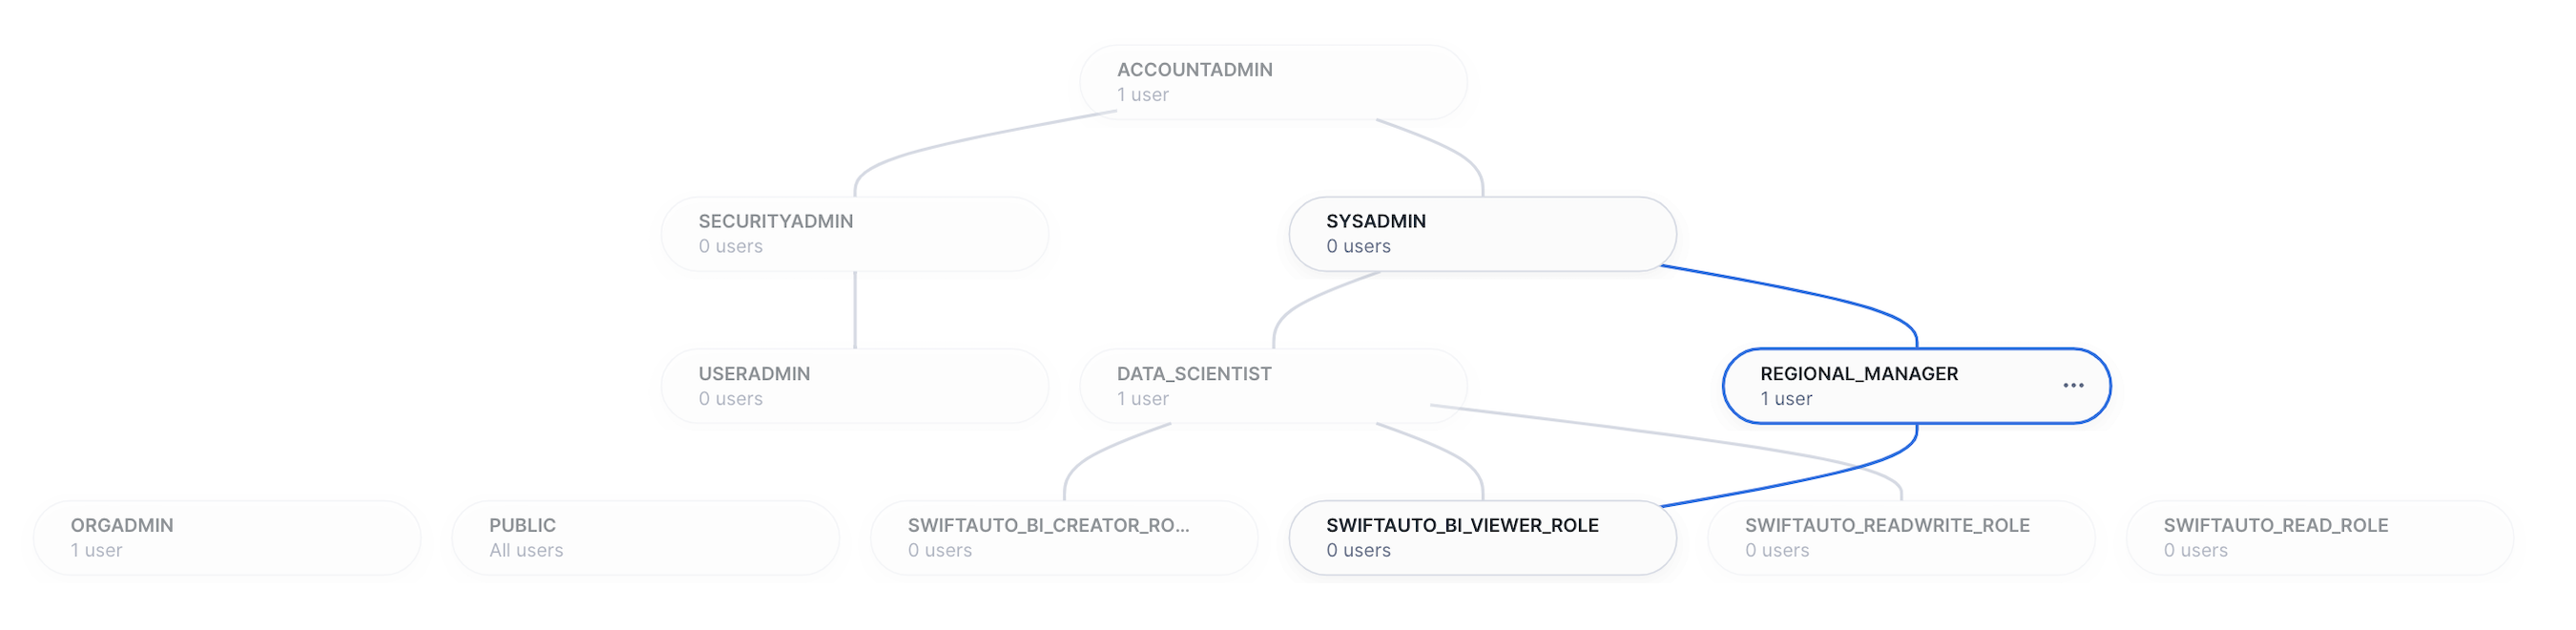 ACCOUNTADMIN
1 user
SECURITYADMIN
0 users
SYSADMIN
0 users
USERADMIN
0 users
DATA_SCIENTIST
1 user
REGIONAL_MANAGER
1 user
ORGADMIN
1 user
PUBLIC
All users
SWIFTAUTO_BI_CREATOR_RO...
0 users
SWIFTAUTO_BI_VIEWER_ROLE
0 users
SWIFTAUTO_READWRITE_ROLE
0 users
SWIFTAUTO_READ_ROLE
0 users